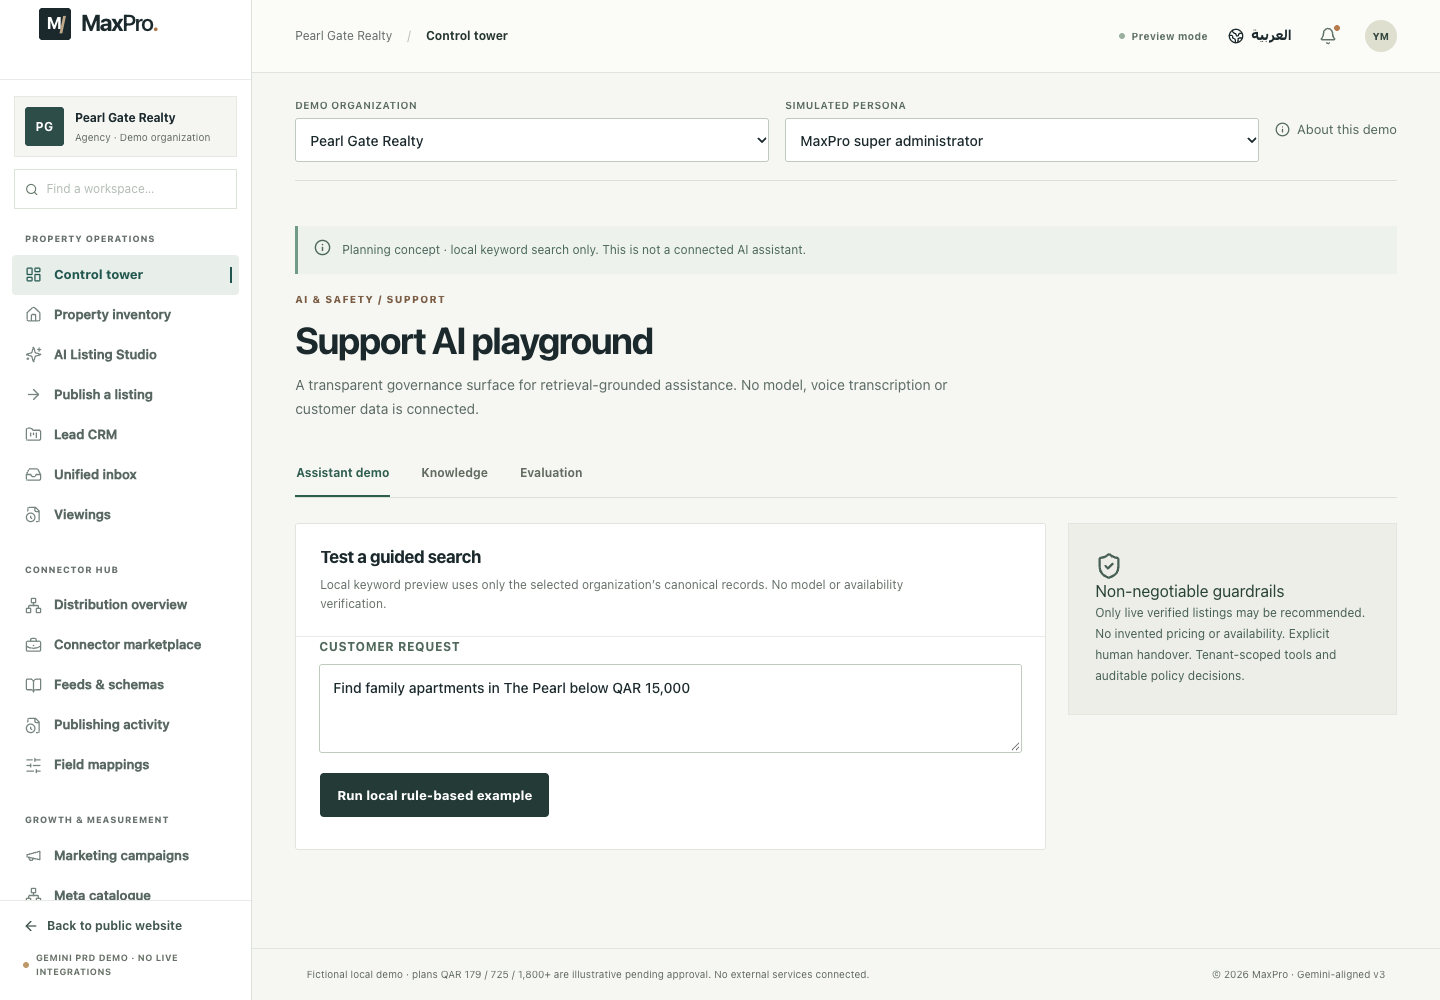 M/ MaxPro.
PG
Pearl Gate Realty
Agency · Demo organization
Find a workspace...
PROPERTY OPERATIONS
Control tower
Property inventory
AI Listing Studio
Publish a listing
Lead CRM
Unified inbox
Viewings
CONNECTOR HUB
Distribution overview
Connector marketplace
Feeds & schemas
Publishing activity
Field mappings
GROWTH & MEASUREMENT
Marketing campaigns
Meta catalogue
Back to public website
GEMINI PRD DEMO · NO LIVE
INTEGRATIONS
Pearl Gate Realty / Control tower
Preview mode
العربية
YM
DEMO ORGANIZATION
Pearl Gate Realty
SIMULATED PERSONA
MaxPro super administrator
About this demo
Planning concept · local keyword search only. This is not a connected AI assistant.
AI & SAFETY / SUPPORT
Support AI playground
A transparent governance surface for retrieval-grounded assistance. No model, voice transcription or
customer data is connected.
Assistant demo
Knowledge
Evaluation
Test a guided search
Local keyword preview uses only the selected organization's canonical records. No model or availability
verification.
CUSTOMER REQUEST
Find family apartments in The Pearl below QAR 15,000
Run local rule-based example
Non-negotiable guardrails
Only live verified listings may be recommended.
No invented pricing or availability. Explicit
human handover. Tenant-scoped tools and
auditable policy decisions.
Fictional local demo · plans QAR 179 / 725 / 1,800+ are illustrative pending approval. No external services connected.
© 2026 MaxPro · Gemini-aligned v3